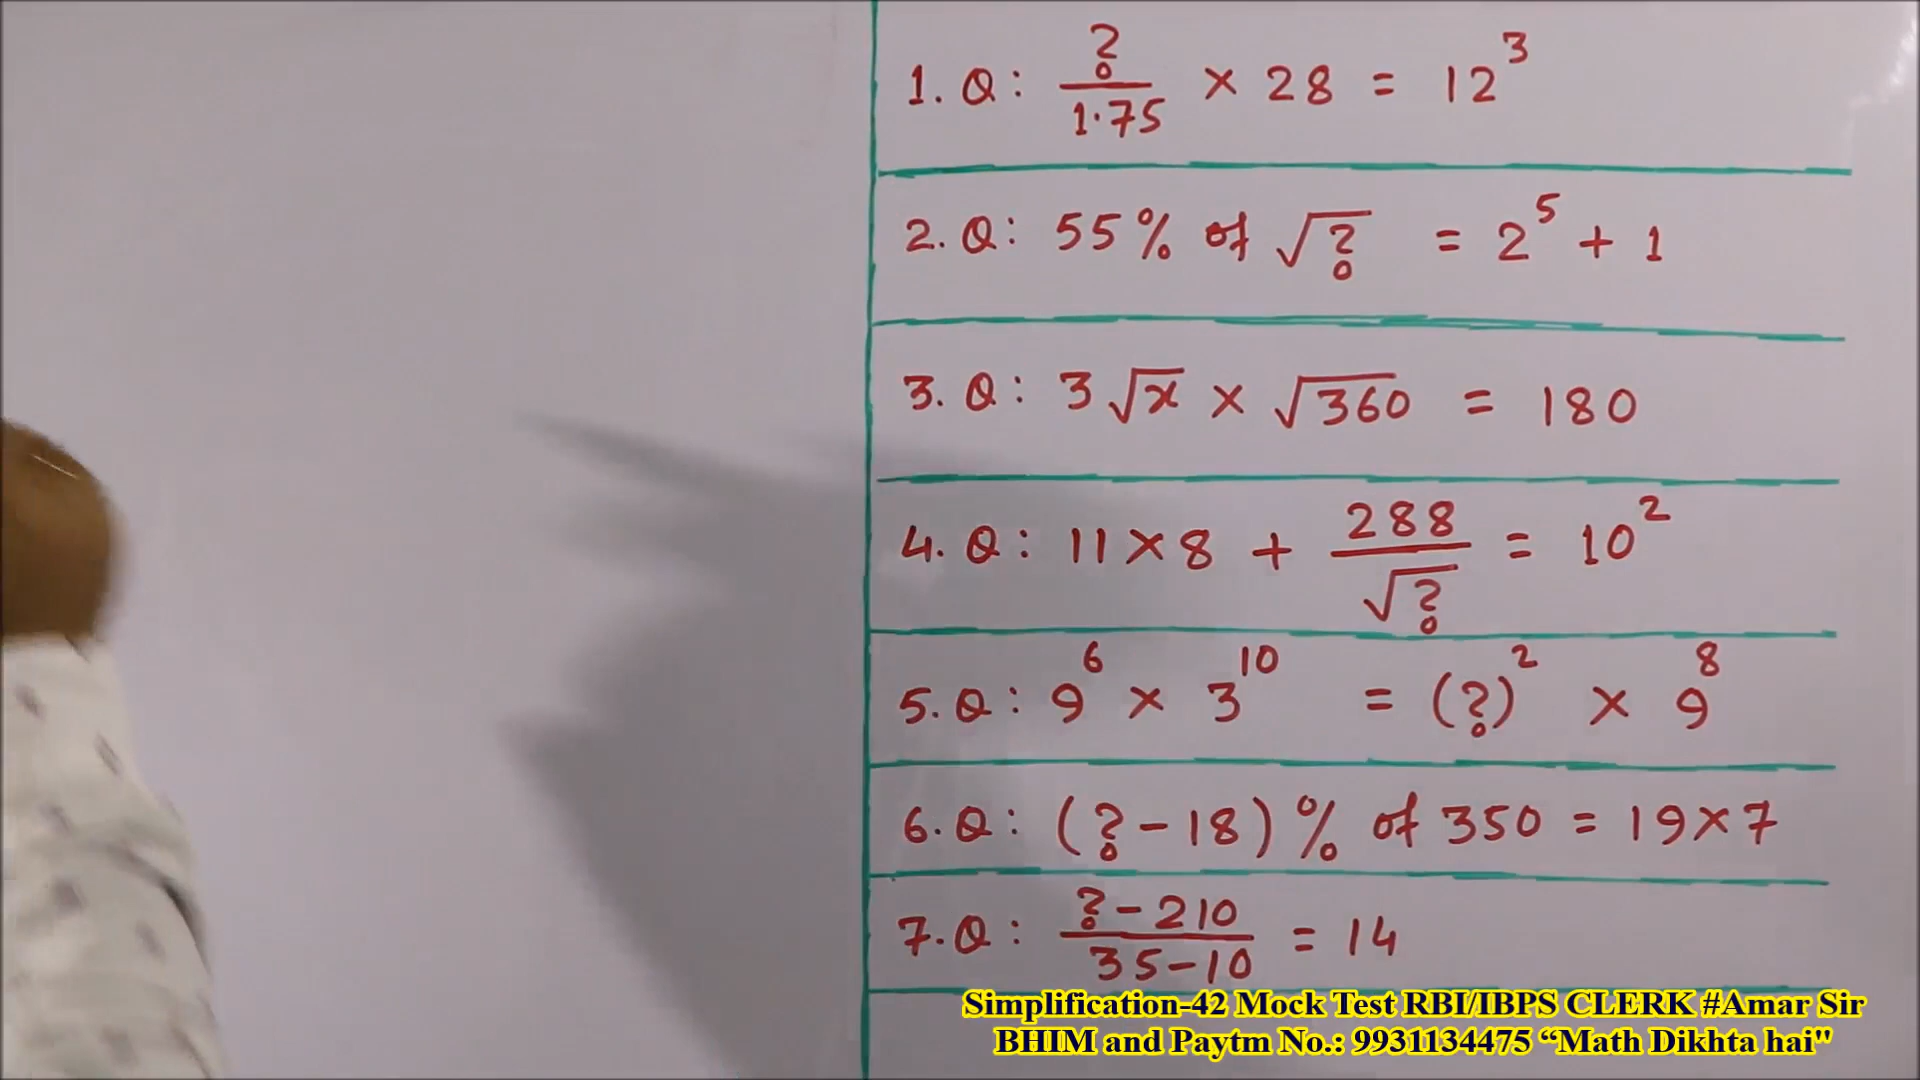 1. Q: ?/1.75 × 28 = 12³
2. Q: 55% of √? = 2⁵ + 1
3. Q: 3√x × √360 = 180
4. Q: 11×8 + 288/√? = 10²
5. Q: 9⁶ × 3¹⁰ = (?)² × 9⁸
6. Q: (?-18)% of 350 = 19×7
7. Q: ?-210/35-10 = 14
Simplification-42 Mock Test RBI/IBPS CLERK #Amar Sir
BHIM and Paytm No.: 9931134475 “Math Dikhta hai"